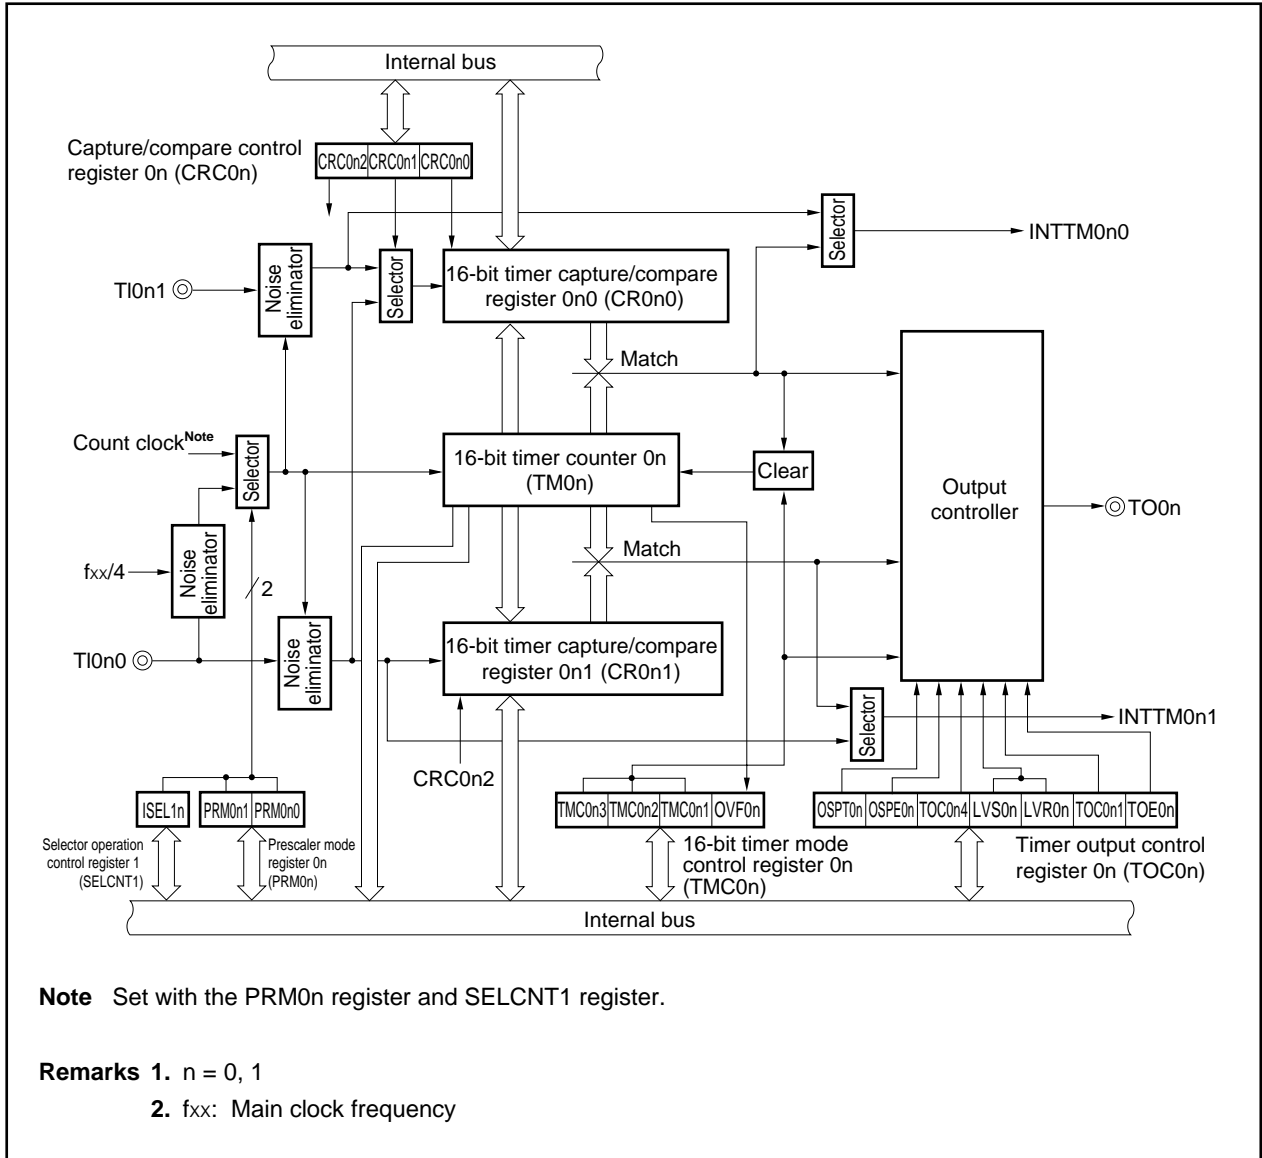 Internal bus
Capture/compare control
register 0n (CRC0n)
CRC0n2 CRC0n1 CRC0n0
Selector
INTTM0n0
TI0n1
Noise
eliminator
Selector
16-bit timer capture/compare
register 0n0 (CR0n0)
Match
Count clock^Note
Selector
16-bit timer counter 0n
(TM0n)
Clear
Output
controller
TO0n
fxx/4
Noise
eliminator
2
Match
TI0n0
Noise
eliminator
16-bit timer capture/compare
register 0n1 (CR0n1)
Selector
INTTM0n1
CRC0n2
ISEL1n
PRM0n1 PRM0n0
TMC0n3 TMC0n2 TMC0n1 OVF0n
OSPT0n OSPE0n TOC0n4 LVS0n LVR0n TOC0n1 TOE0n
Selector operation
control register 1
(SELCNT1)
Prescaler mode
register 0n
(PRM0n)
16-bit timer mode
control register 0n
(TMC0n)
Timer output control
register 0n (TOC0n)
Internal bus
Note Set with the PRM0n register and SELCNT1 register.
Remarks 1. n = 0, 1
2. fxx: Main clock frequency